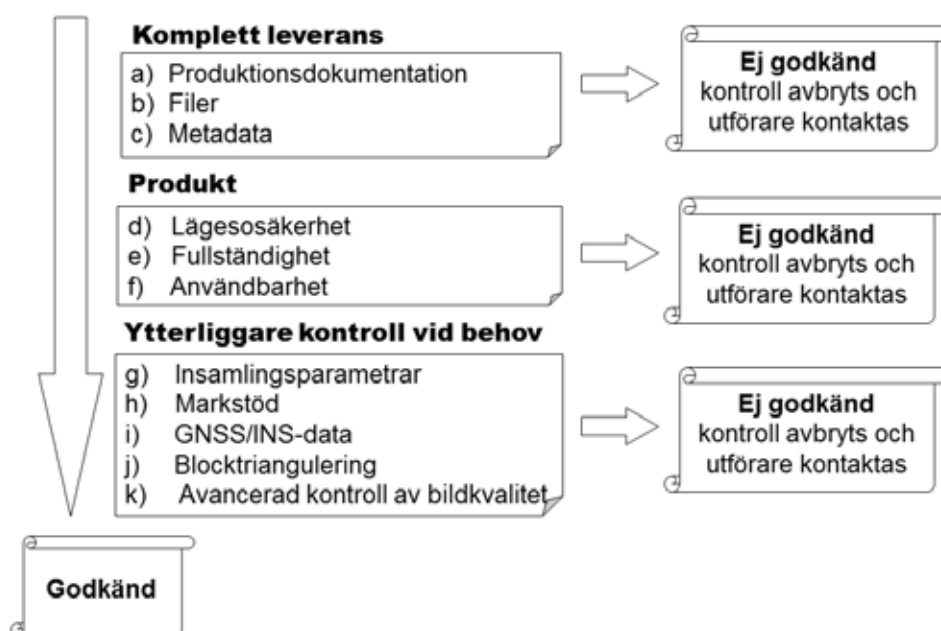 Komplett leverans
a) Produktionsdokumentation
b) Filer
c) Metadata
Ej godkänd
kontroll avbryts och
utförare kontaktas
Produkt
d) Lägesosäkerhet
e) Fullständighet
f) Användbarhet
Ej godkänd
kontroll avbryts och
utförare kontaktas
Ytterliggare kontroll vid behov
g) Insamlingsparametrar
h) Markstöd
i) GNSS/INS-data
j) Blocktriangulering
k) Avancerad kontroll av bildkvalitet
Ej godkänd
kontroll avbryts och
utförare kontaktas
Godkänd